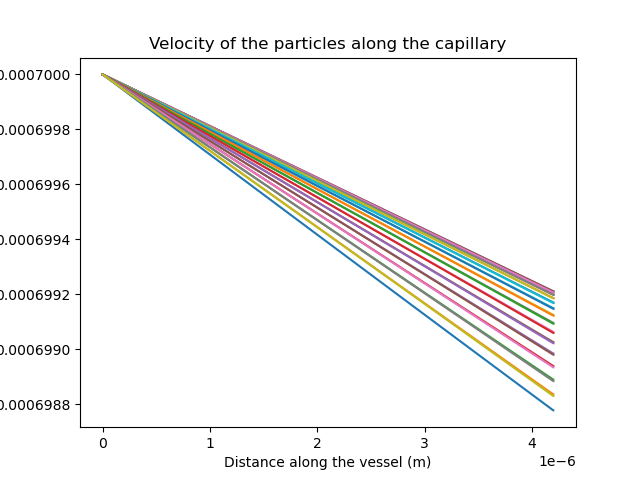 Velocity of the particles along the capillary
0.0007000
0.0006998
0.0006996
0.0006994
0.0006992
0.0006990
0.0006988
0 1 2 3 4
1e−6
Distance along the vessel (m)